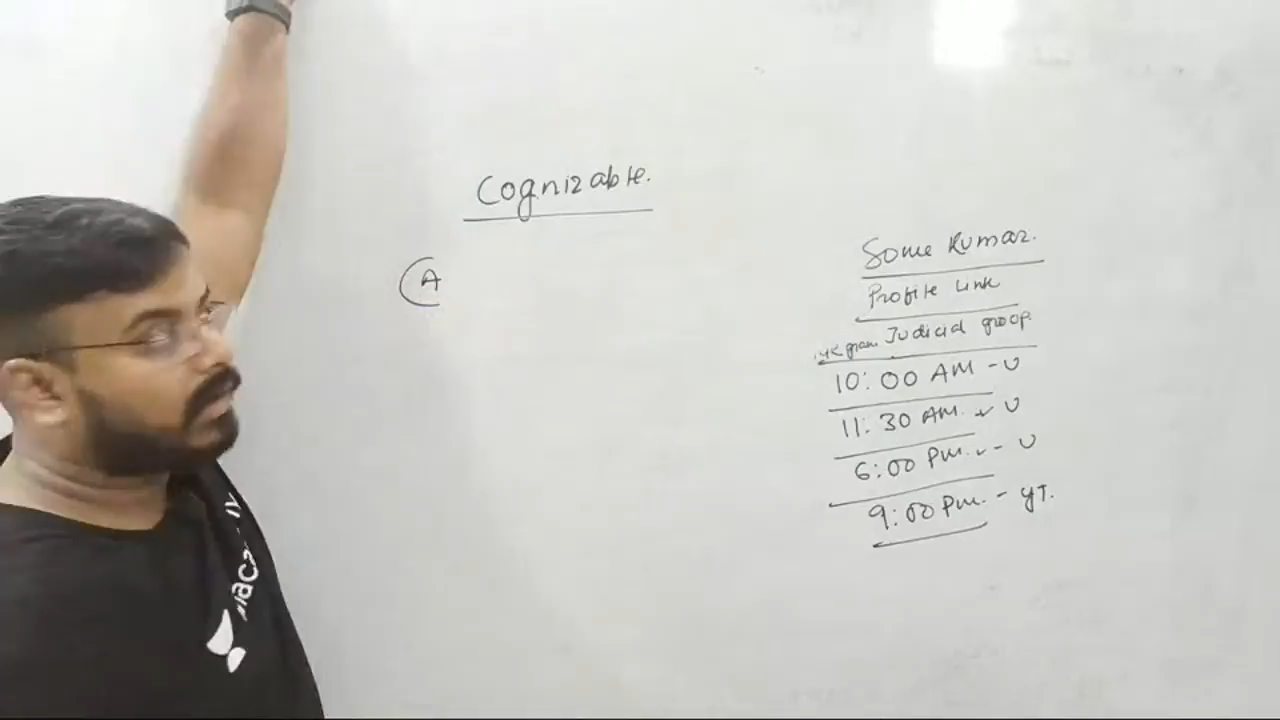 Cognizable.
A
Some Kumar.
Profile Link
gram Judicial group.
10:00 AM - U
11:30 AM. U
6:00 PM. - U
9:00 PM. - YT.